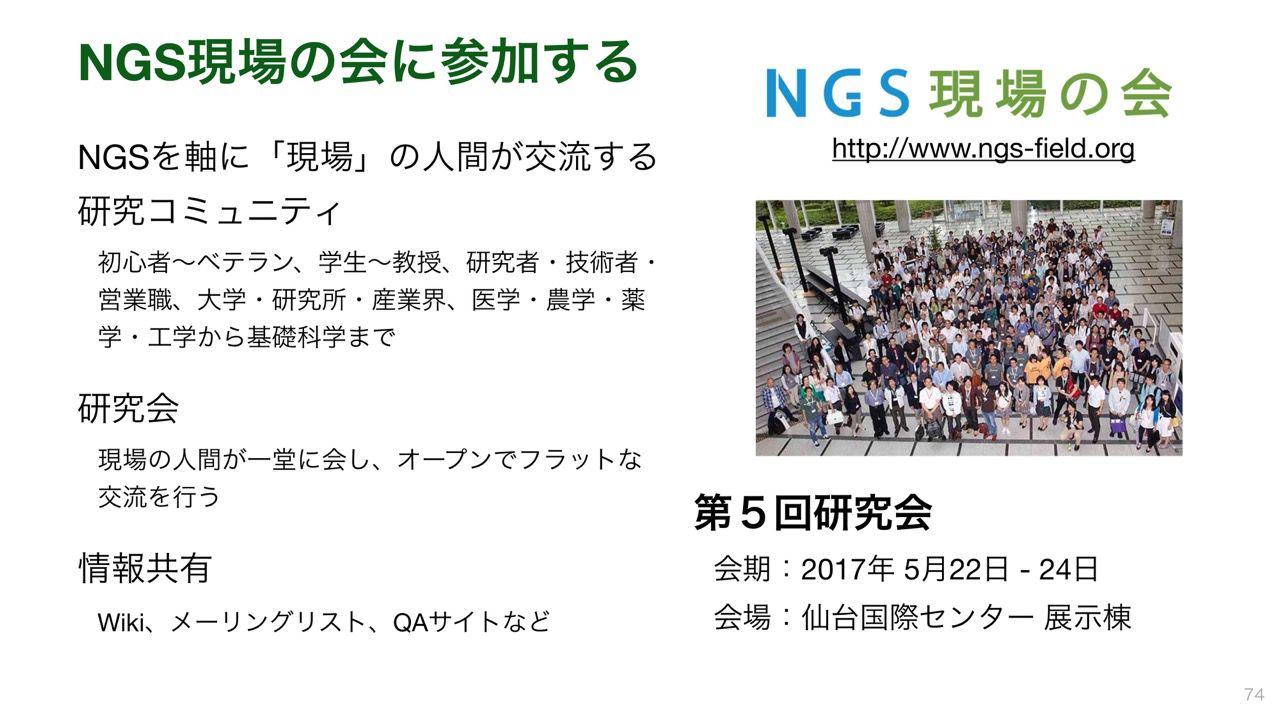 NGS現場の会に参加する
NGSを軸に「現場」の人間が交流する
研究コミュニティ
初心者〜ベテラン、学生〜教授、研究者・技術者・
営業職、大学・研究所・産業界、医学・農学・薬
学・工学から基礎科学まで
研究会
現場の人間が一堂に会し、オープンでフラットな
交流を行う
情報共有
Wiki、メーリングリスト、QAサイトなど
NGS現場の会
http://www.ngs-field.org
第５回研究会
会期：2017年 5月22日 - 24日
会場：仙台国際センター 展示棟
74